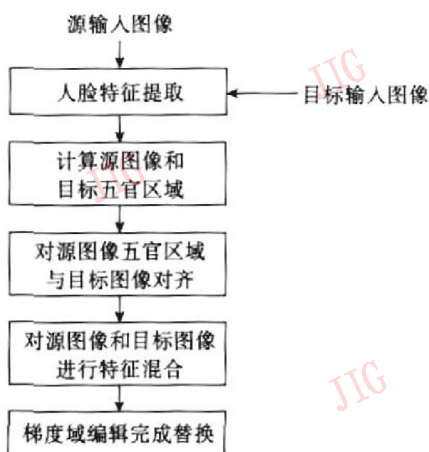 源输入图像
JIG
人脸特征提取
目标输入图像
计算源图像和
目标五官区域
JIG
对源图像五官区域
与目标图像对齐
对源图像和目标图像
进行特征混合
JIG
梯度域编辑完成替换